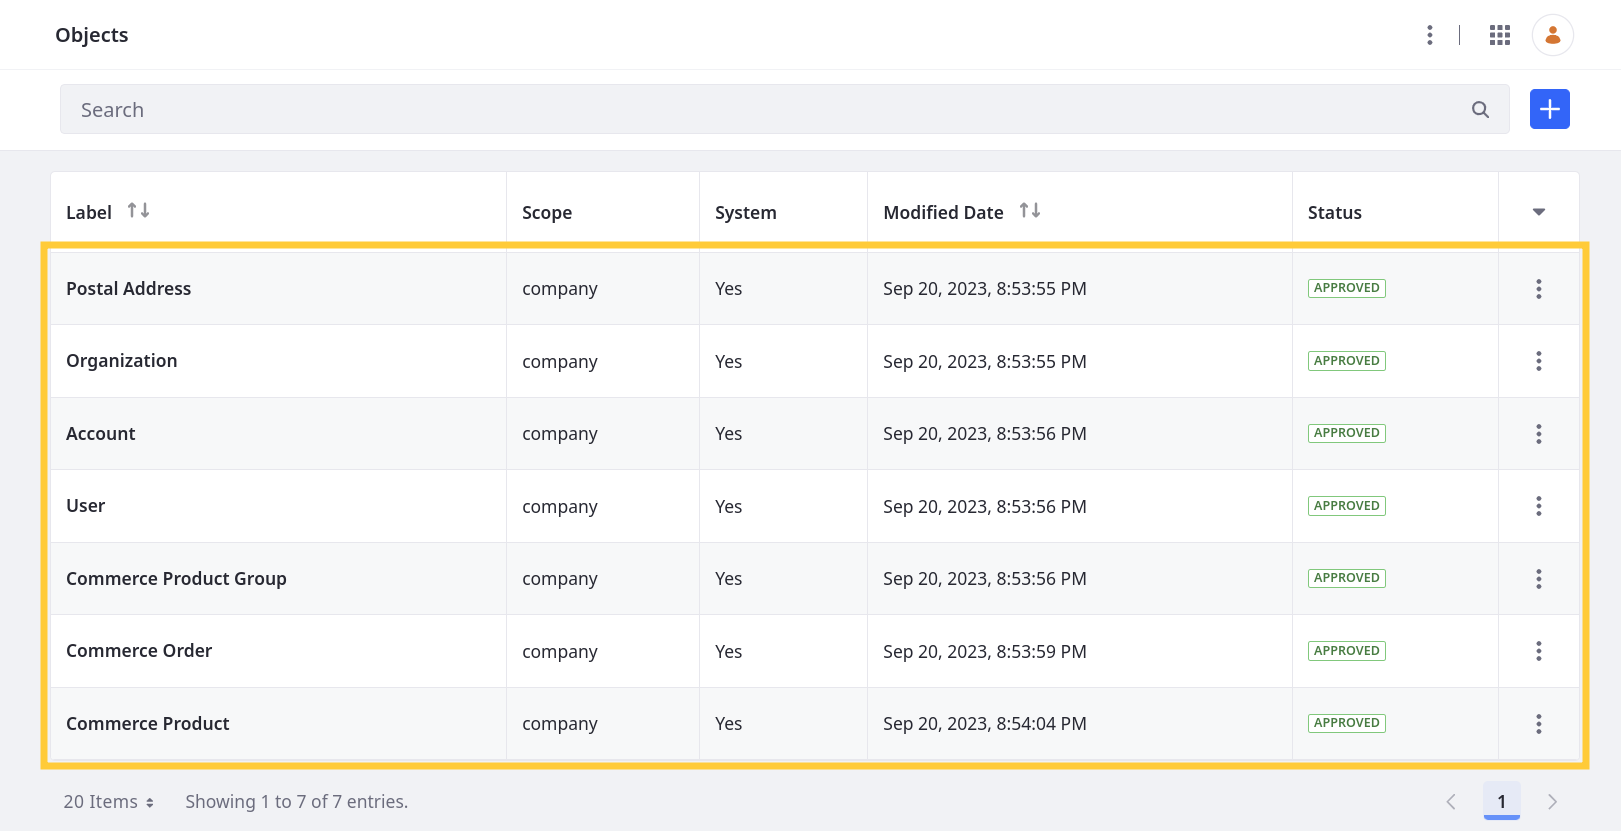 Objects
Search
Label Scope System Modified Date Status
Postal Address company Yes Sep 20, 2023, 8:53:55 PM APPROVED
Organization company Yes Sep 20, 2023, 8:53:55 PM APPROVED
Account company Yes Sep 20, 2023, 8:53:56 PM APPROVED
User company Yes Sep 20, 2023, 8:53:56 PM APPROVED
Commerce Product Group company Yes Sep 20, 2023, 8:53:56 PM APPROVED
Commerce Order company Yes Sep 20, 2023, 8:53:59 PM APPROVED
Commerce Product company Yes Sep 20, 2023, 8:54:04 PM APPROVED
20 Items Showing 1 to 7 of 7 entries. 1